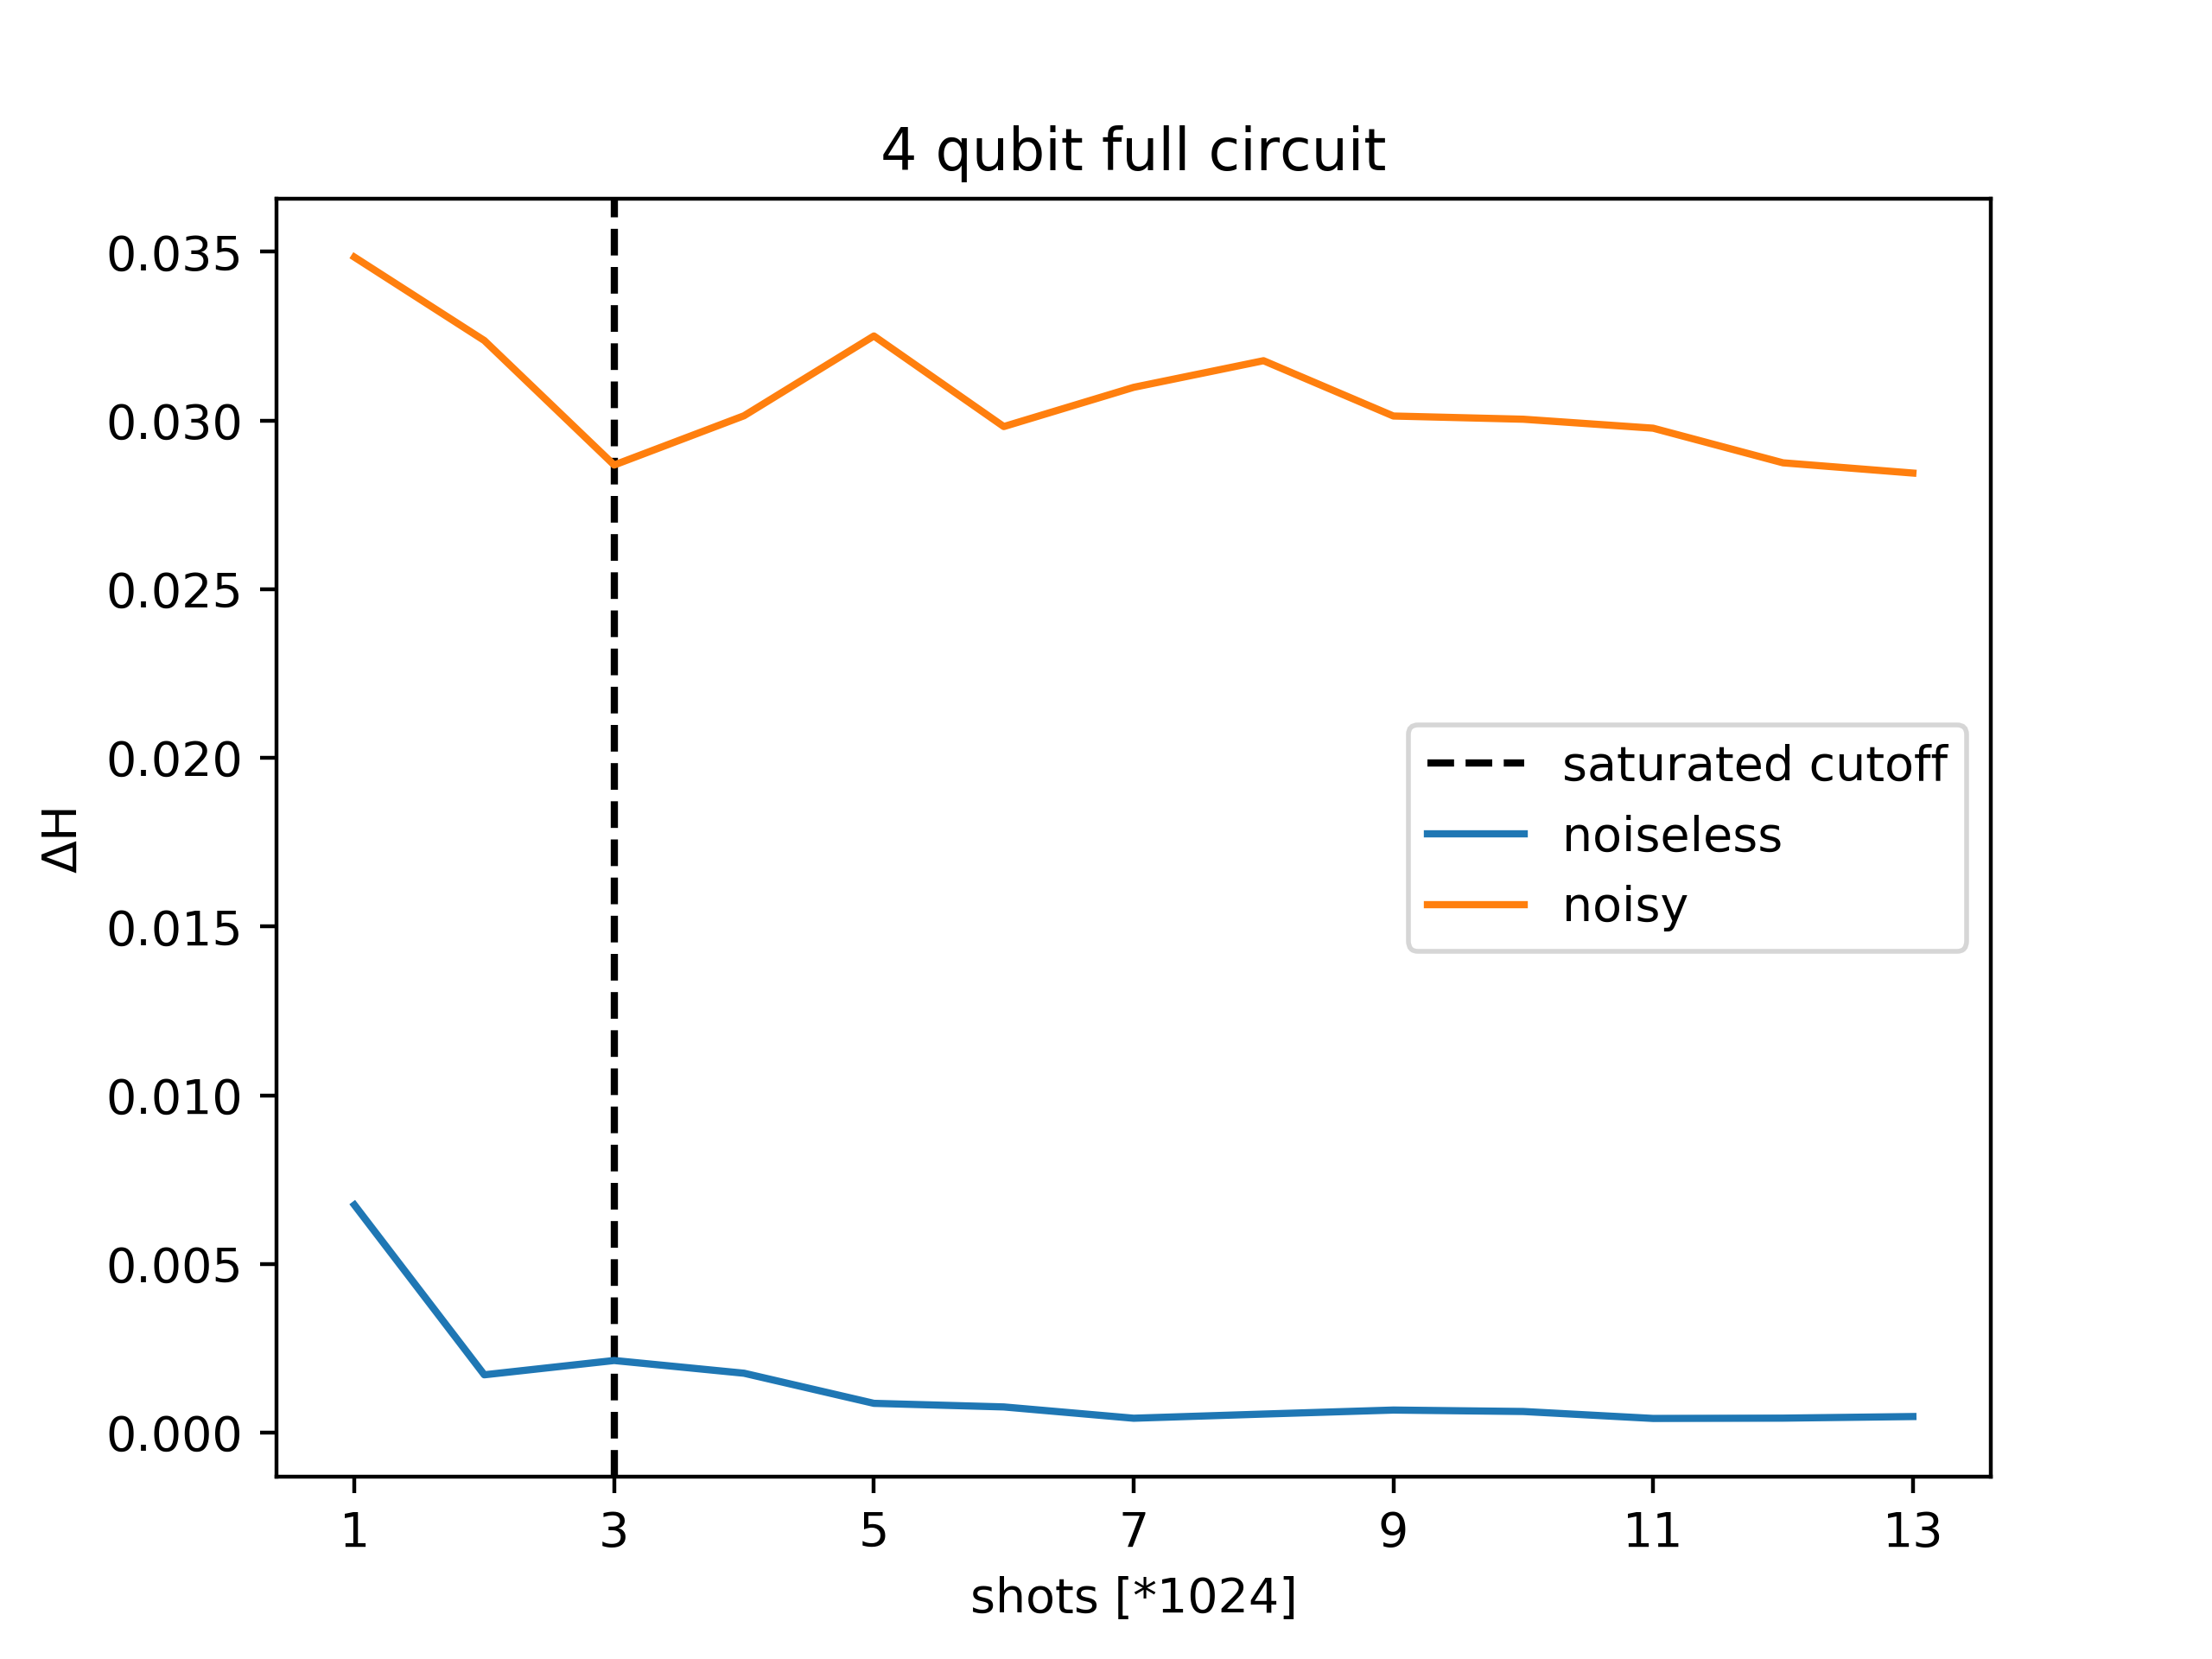 4 qubit full circuit
0.035
0.030
0.025
0.020
0.015
0.010
0.005
0.000
ΔH
saturated cutoff
noiseless
noisy
1 3 5 7 9 11 13
shots [*1024]